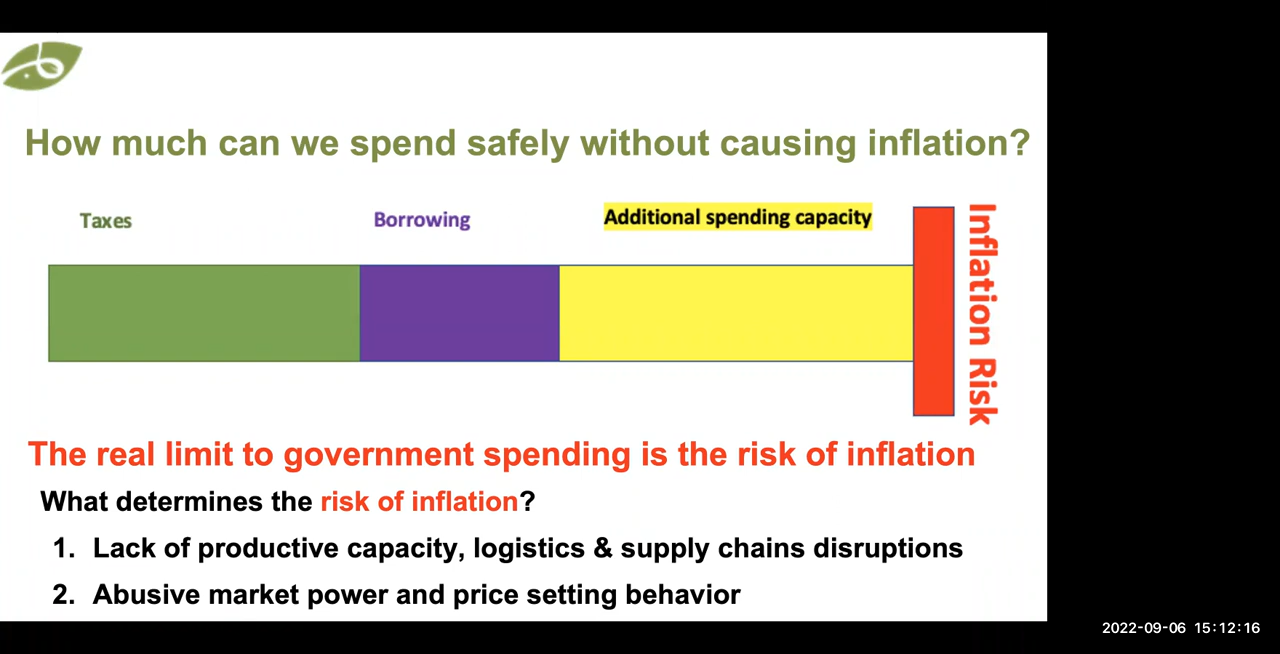 How much can we spend safely without causing inflation?
Taxes
Borrowing
Additional spending capacity
Inflation Risk
The real limit to government spending is the risk of inflation
What determines the risk of inflation?
1. Lack of productive capacity, logistics & supply chains disruptions
2. Abusive market power and price setting behavior
2022-09-06 15:12:16